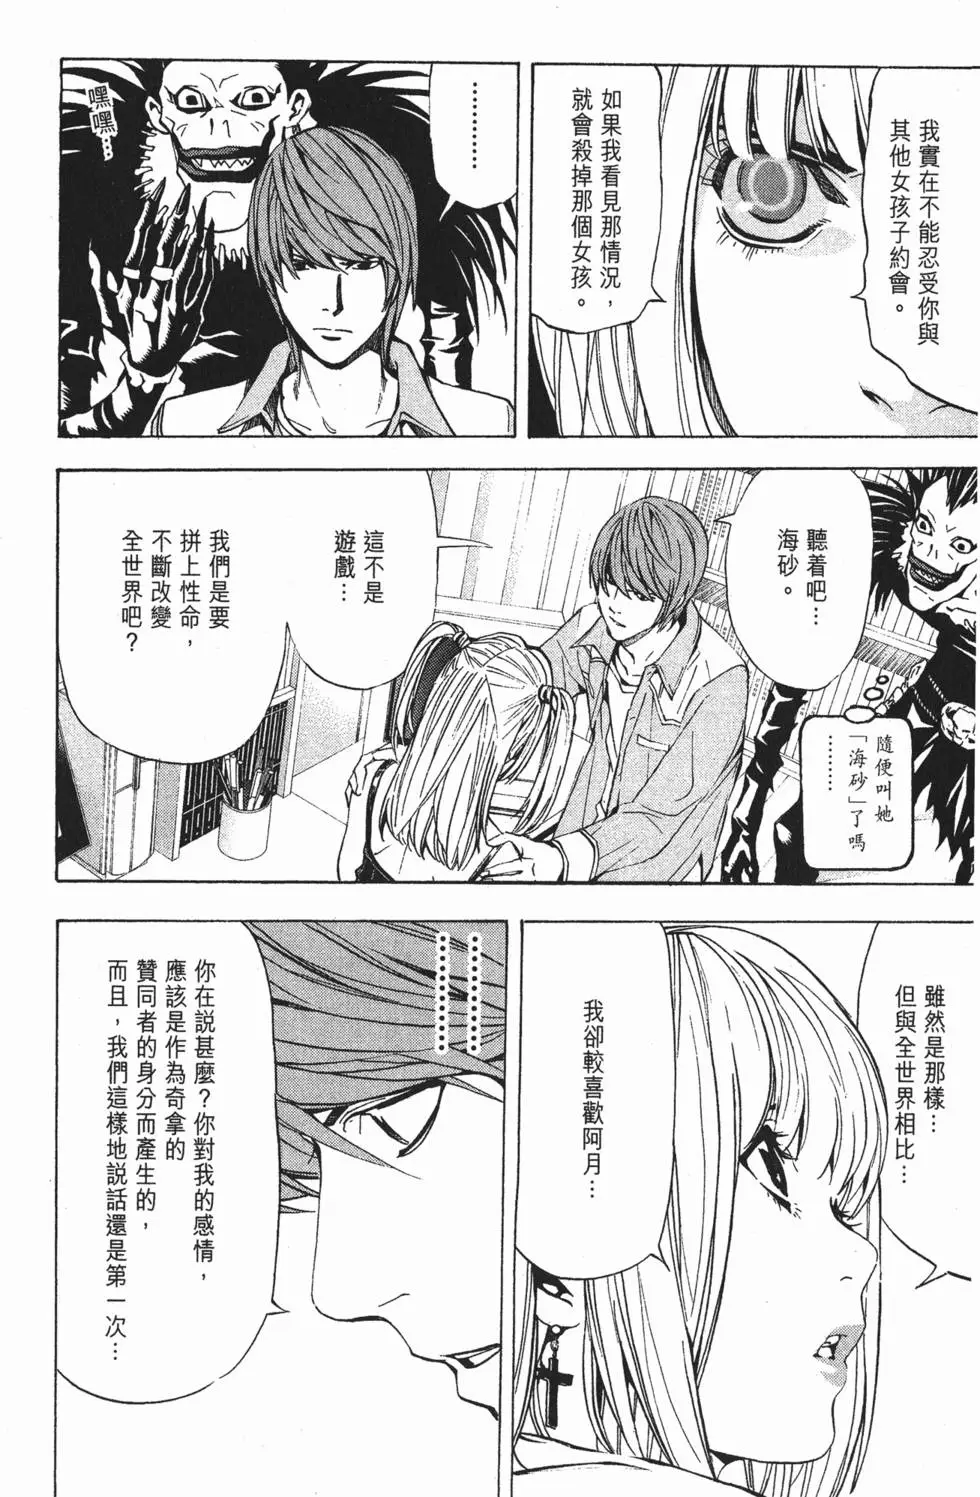 我實在不能忍受你與
其他女孩子約會。
如果我看見那情況，
就會殺掉那個女孩。
………
嘿嘿…
聽着吧…
海砂。
隨便叫她
「海砂」了嗎
………
這不是
遊戲…
我們是要
拼上性命，
不斷改變
全世界吧？
雖然是那樣…
但與全世界相比…
我卻較喜歡阿月…
…………
…………
你在説甚麼？你對我的感情，
應該是作為奇拿的
贊同者的身分而產生的，
而且，我們這樣地説話還是第一次…